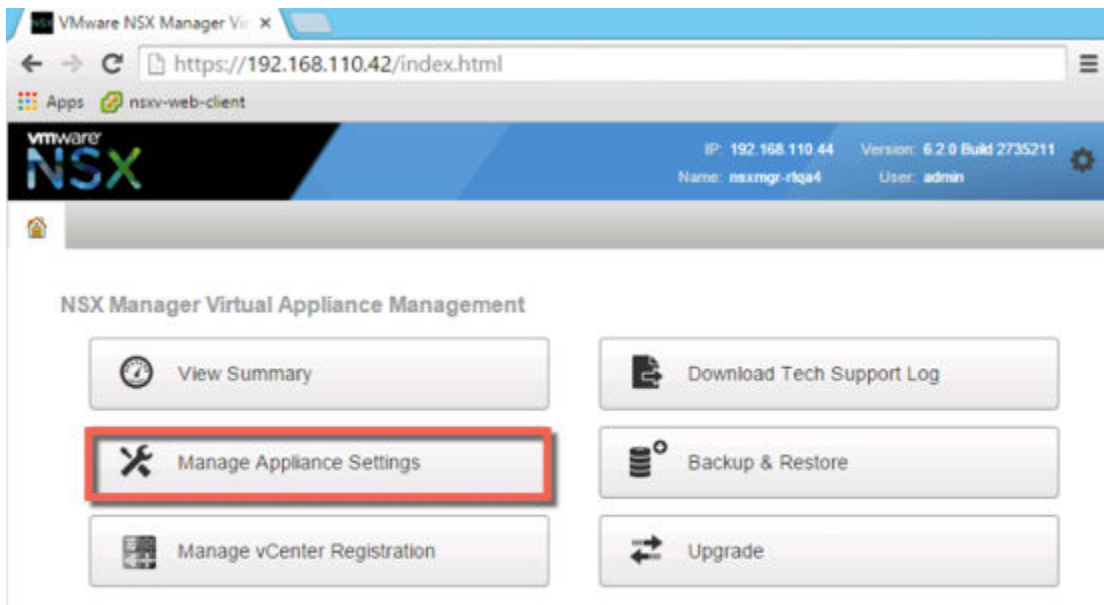 VMware NSX Manager Vir
https://192.168.110.42/index.html
Apps nsxv-web-client
vmware NSX
IP: 192.168.110.44 Version: 6.2.0 Build 2735211
Name: nsxmgr-rtqa4 User: admin
NSX Manager Virtual Appliance Management
View Summary Download Tech Support Log
Manage Appliance Settings Backup & Restore
Manage vCenter Registration Upgrade